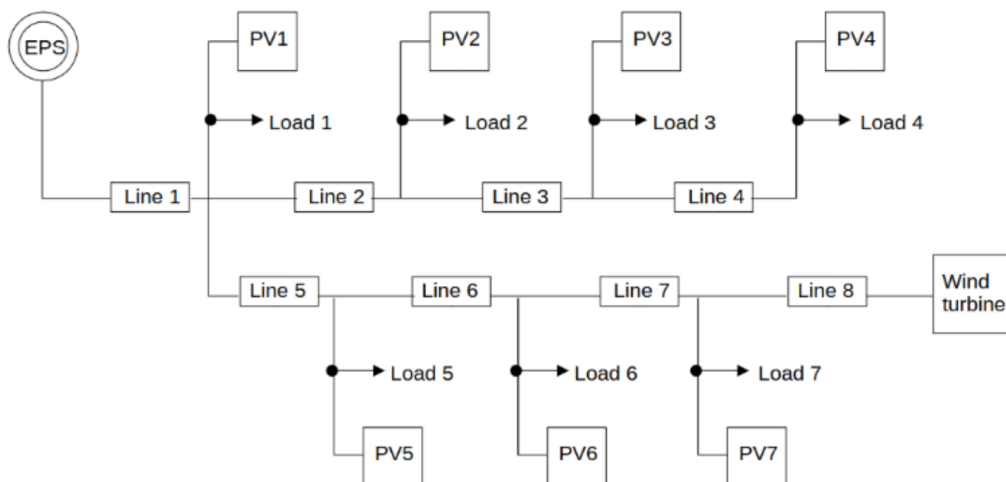 EPS
PV1
PV2
PV3
PV4
Load 1
Load 2
Load 3
Load 4
Line 1
Line 2
Line 3
Line 4
Line 5
Line 6
Line 7
Line 8
Wind
turbine
Load 5
Load 6
Load 7
PV5
PV6
PV7